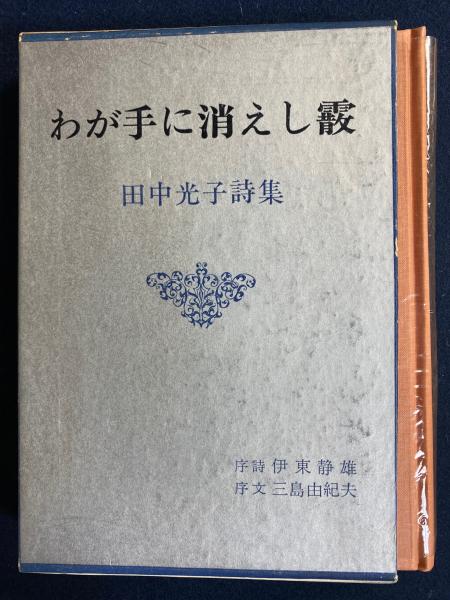 わが手に消えし霰
田中光子詩集
序詩 伊東静雄
序文 三島由紀夫